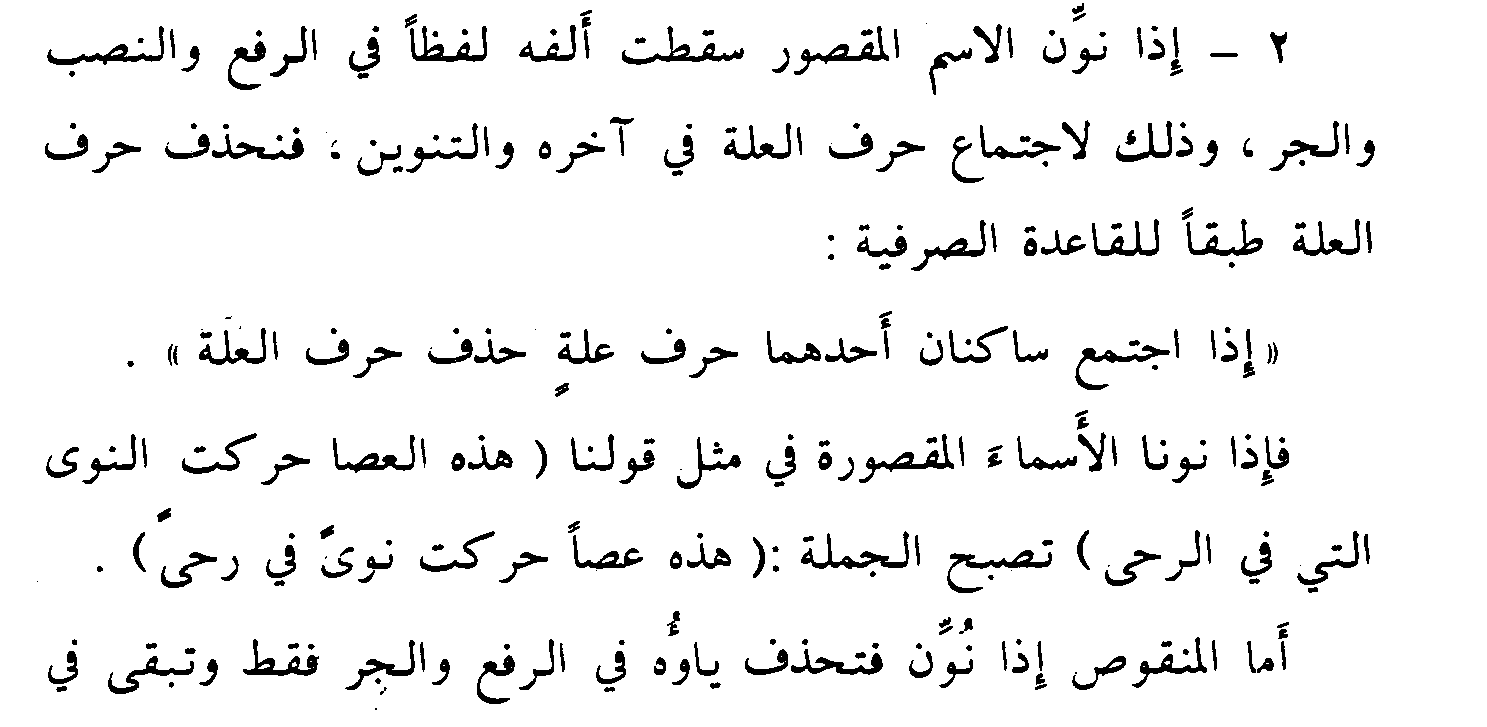 ٢ – إِذا نوِّن الاسم المقصور سقطت أَلفه لفظاً في الرفع والنصب
والجر ، وذلك لاجتماع حرف العلة في آخره والتنوين ، فنحذف حرف
العلة طبقاً للقاعدة الصرفية :
« إِذا اجتمع ساكنان أَحدهما حرف علةٍ حذف حرف العلَة » .
فإِذا نونا الأَسماءَ المقصورة في مثل قولنا ( هذه العصا حركت النوى
التي في الرحى ) تصبح الجملة :( هذه عصاً حركت نوىً في رحىً ) .
أَما المنقوص إِذا نُوِّن فتحذف ياؤُه في الرفع والجر فقط وتبقى في